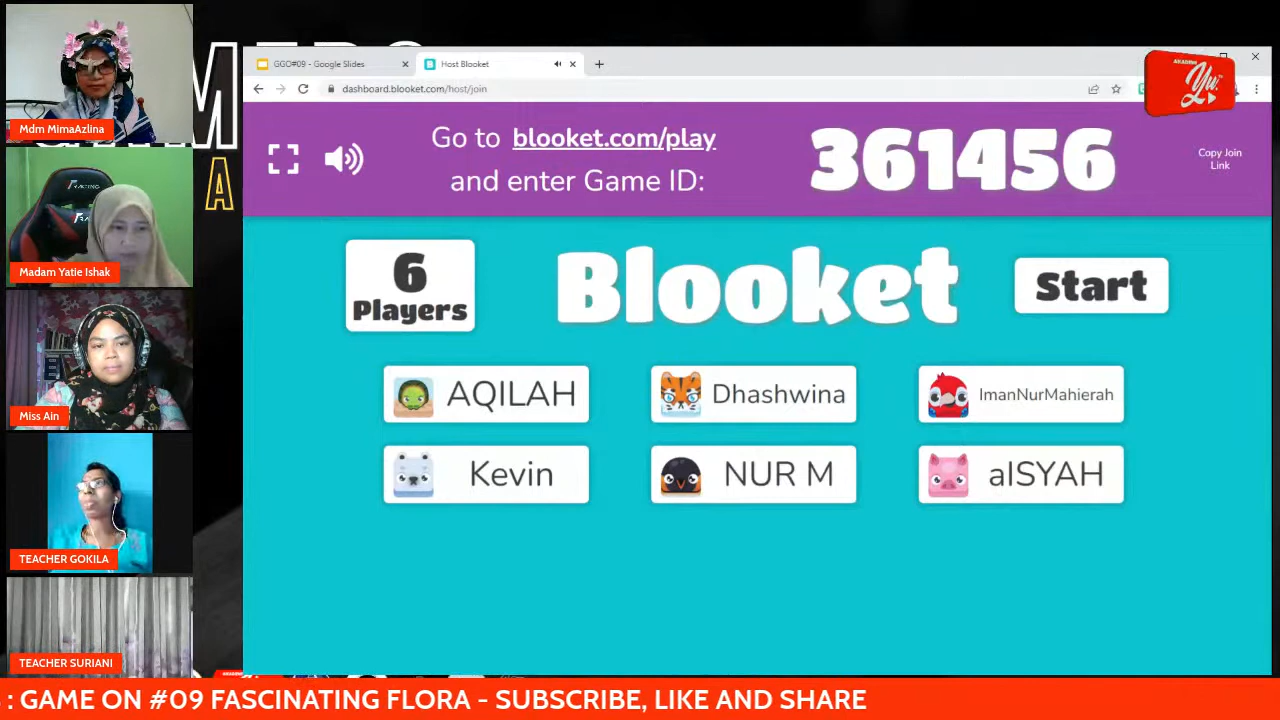 Mdm MimaAzlina
Madam Yatie Ishak
Miss Ain
TEACHER GOKILA
TEACHER SURIANI
A
GGO#09 - Google Slides
Host Blooket
dashboard.blooket.com/host/join
AKADEMI
Yu
Go to blooket.com/play
and enter Game ID:
361456
Copy Join
Link
6
Players
Blooket
Start
AQILAH
Dhashwina
ImanNurMahierah
Kevin
NUR M
aISYAH
: GAME ON #09 FASCINATING FLORA - SUBSCRIBE, LIKE AND SHARE